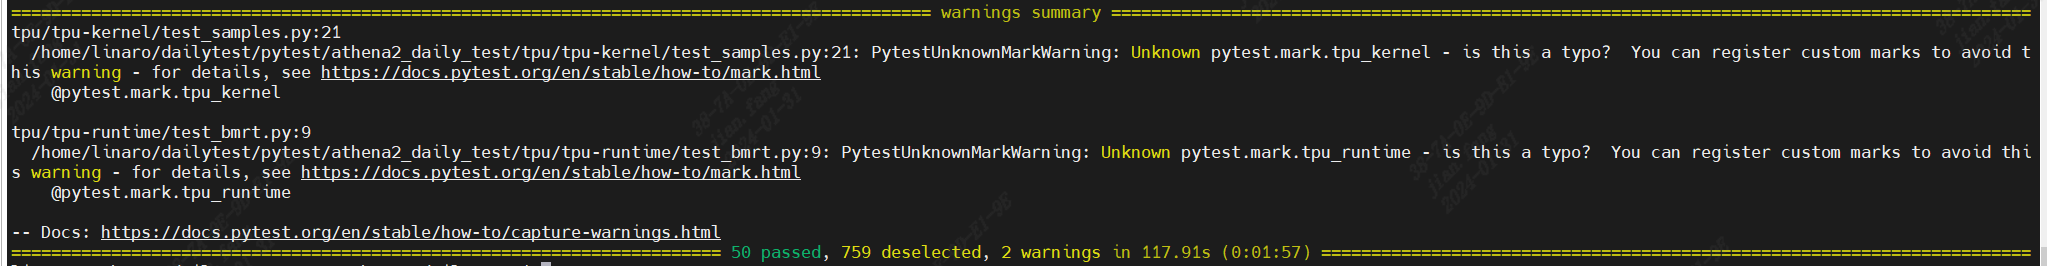 ============================================================================================ warnings summary ============================================================================================
tpu/tpu-kernel/test_samples.py:21
  /home/linaro/dailytest/pytest/athena2_daily_test/tpu/tpu-kernel/test_samples.py:21: PytestUnknownMarkWarning: Unknown pytest.mark.tpu_kernel - is this a typo?  You can register custom marks to avoid t
his warning - for details, see https://docs.pytest.org/en/stable/how-to/mark.html
    @pytest.mark.tpu_kernel
tpu/tpu-runtime/test_bmrt.py:9
  /home/linaro/dailytest/pytest/athena2_daily_test/tpu/tpu-runtime/test_bmrt.py:9: PytestUnknownMarkWarning: Unknown pytest.mark.tpu_runtime - is this a typo?  You can register custom marks to avoid thi
s warning - for details, see https://docs.pytest.org/en/stable/how-to/mark.html
    @pytest.mark.tpu_runtime
-- Docs: https://docs.pytest.org/en/stable/how-to/capture-warnings.html
======================================================================= 50 passed, 759 deselected, 2 warnings in 117.91s (0:01:57) =======================================================================